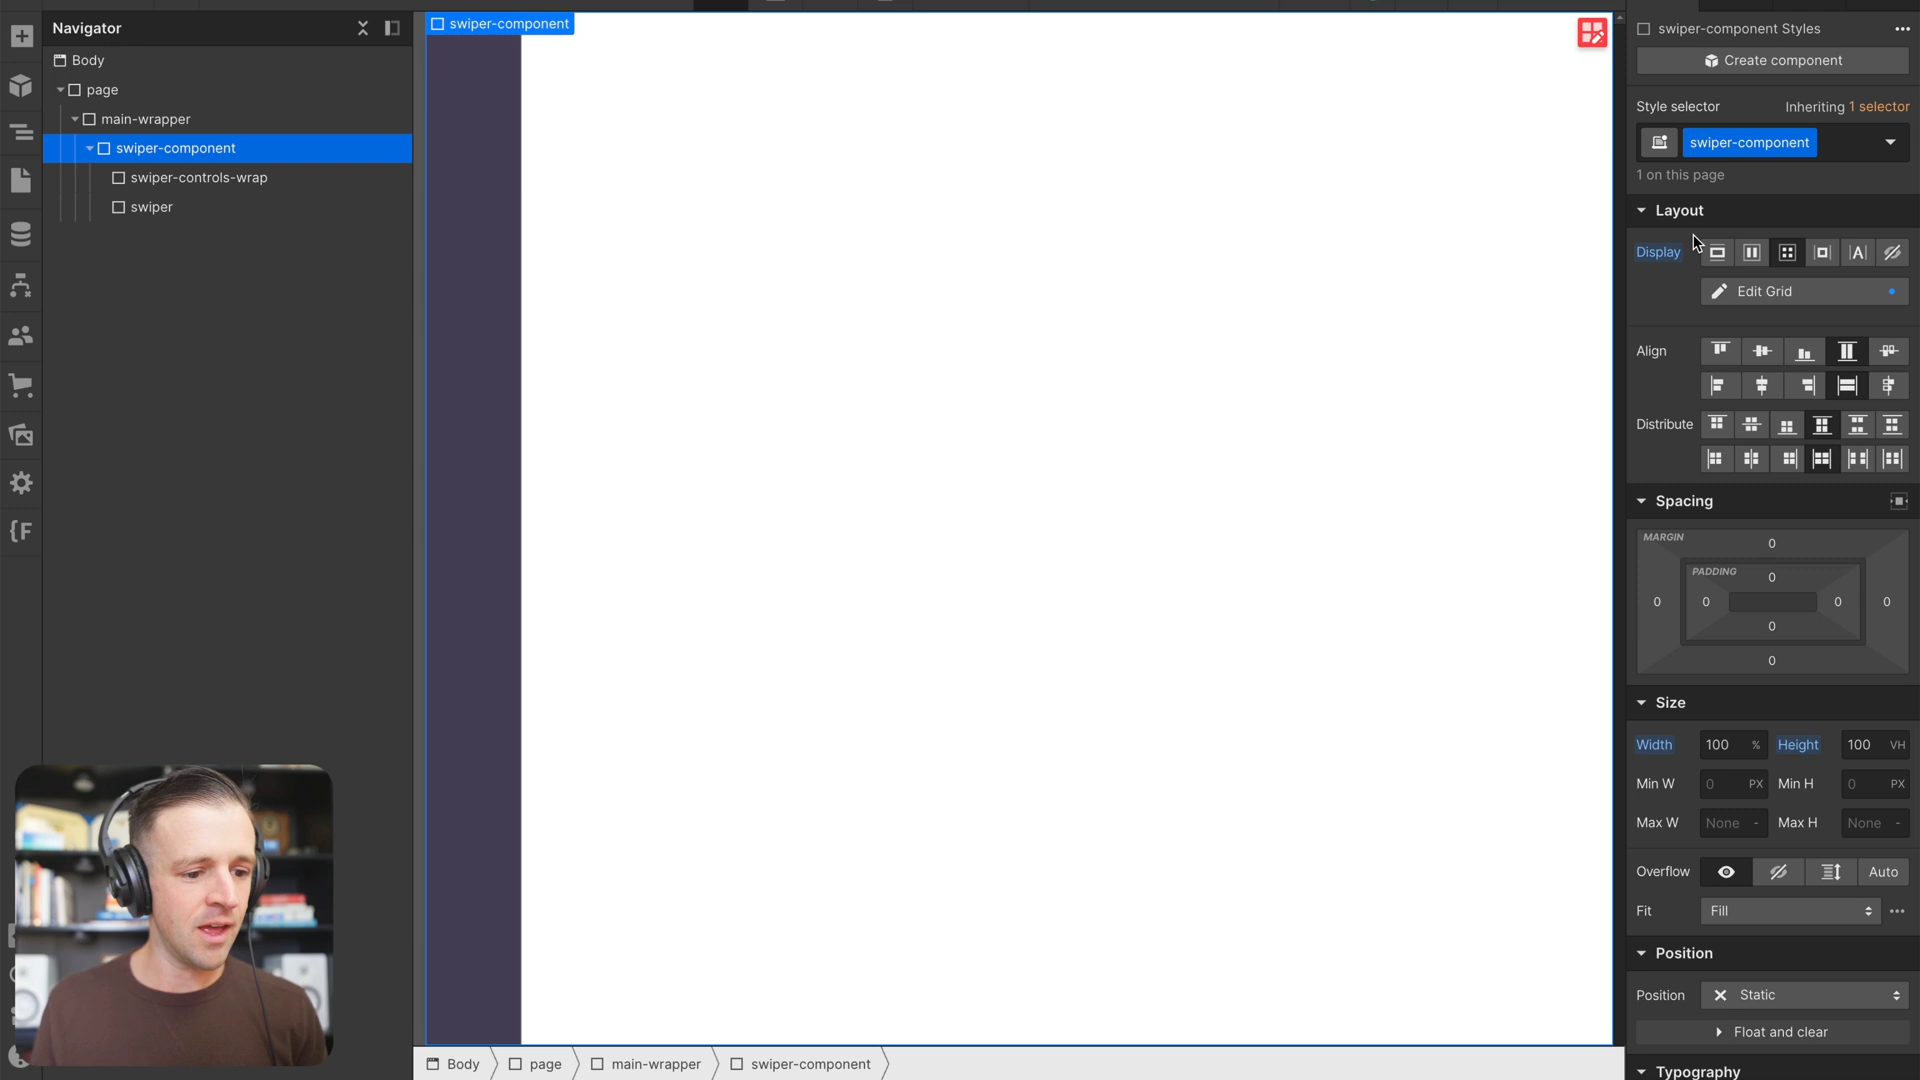 Navigator
Body
page
main-wrapper
swiper-component
swiper-controls-wrap
swiper
swiper-component
swiper-component Styles
Create component
Style selector Inheriting 1 selector
swiper-component
1 on this page
Layout
Display
Edit Grid
Align
Distribute
Spacing
MARGIN
0
PADDING
0
0 0 0 0
0
0
Size
Width 100 % Height 100 VH
Min W 0 PX Min H 0 PX
Max W None - Max H None -
Overflow Auto
Fit Fill
Position
Position Static
Float and clear
Typography
Body page main-wrapper swiper-component